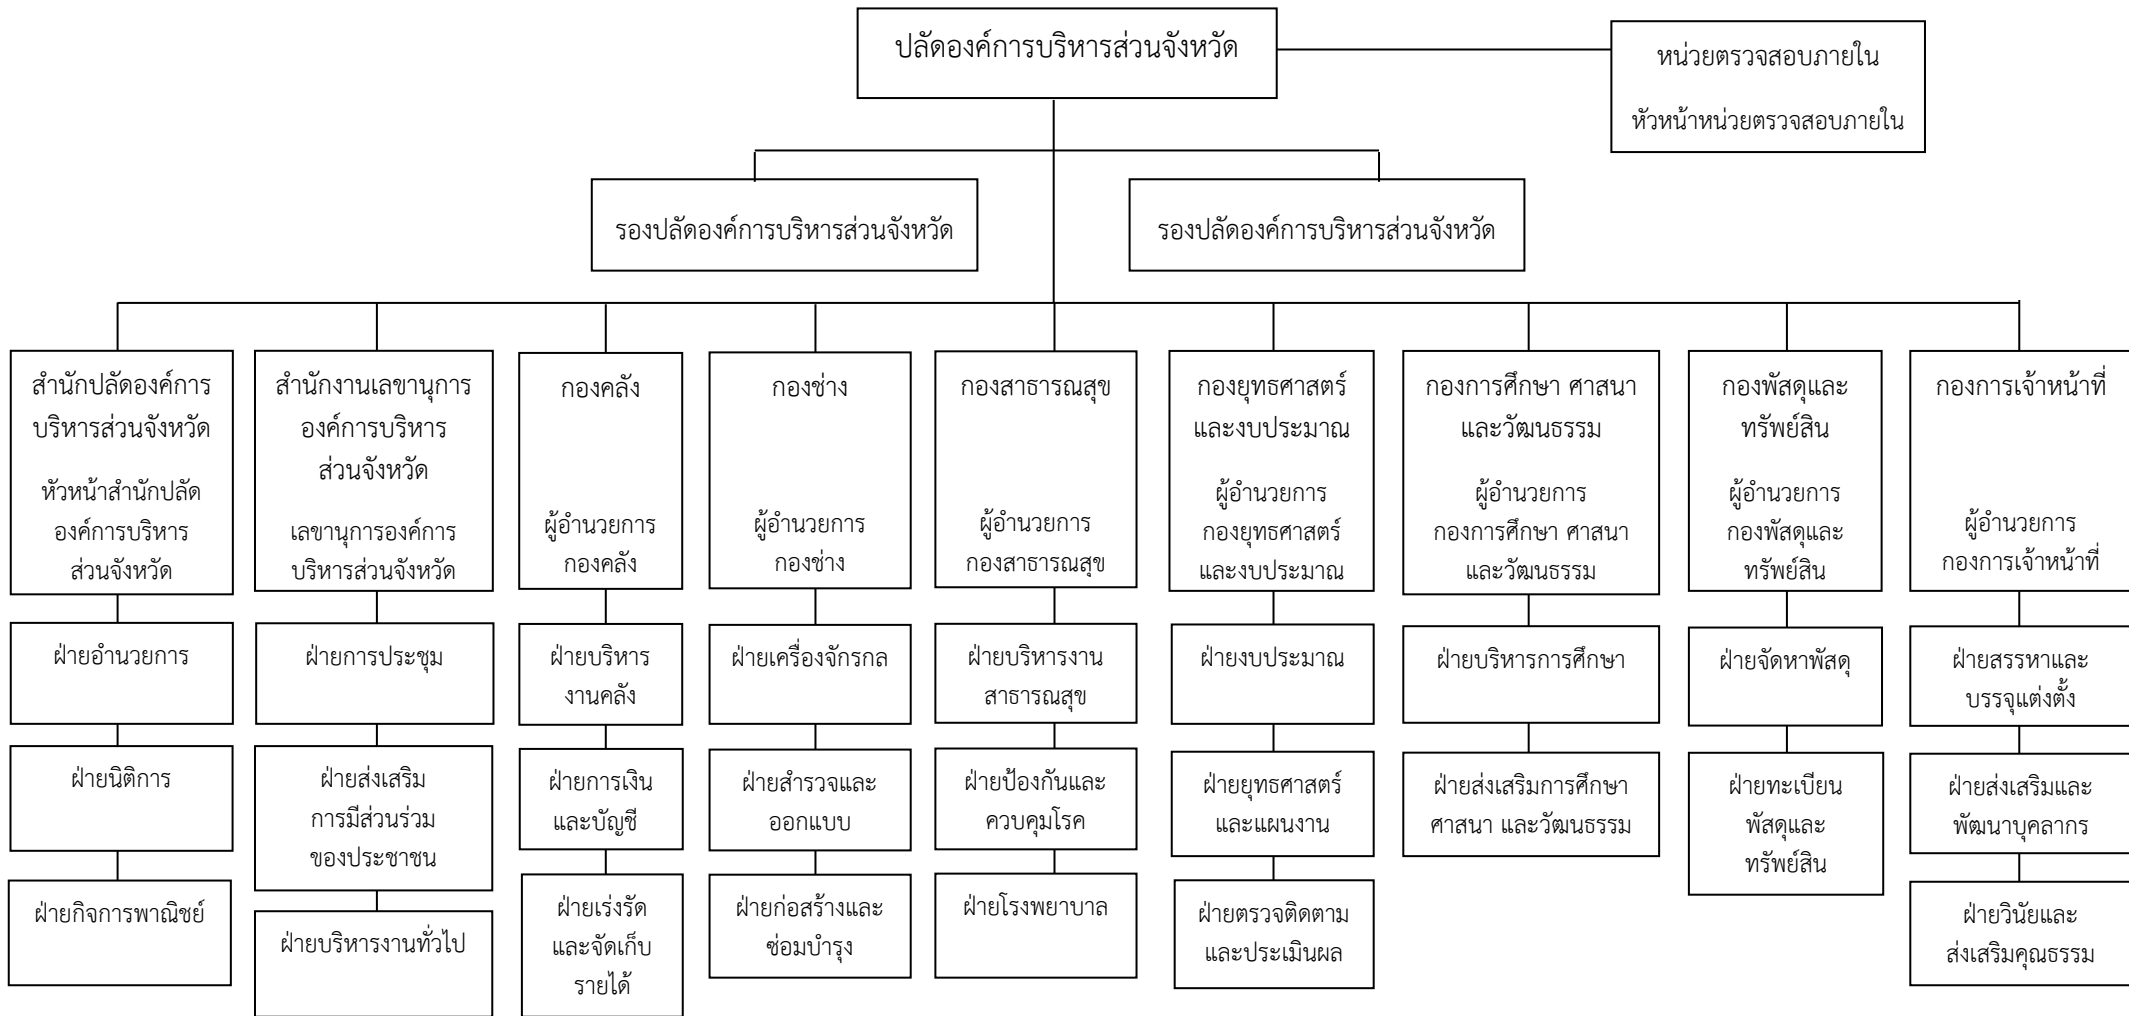 ปลัดองค์การบริหารส่วนจังหวัด
หน่วยตรวจสอบภายใน
หัวหน้าหน่วยตรวจสอบภายใน
รองปลัดองค์การบริหารส่วนจังหวัด
รองปลัดองค์การบริหารส่วนจังหวัด
สำนักปลัดองค์การ
บริหารส่วนจังหวัด
หัวหน้าสำนักปลัด
องค์การบริหาร
ส่วนจังหวัด
สำนักงานเลขานุการ
องค์การบริหาร
ส่วนจังหวัด
เลขานุการองค์การ
บริหารส่วนจังหวัด
กองคลัง
ผู้อำนวยการ
กองคลัง
กองช่าง
ผู้อำนวยการ
กองช่าง
กองสาธารณสุข
ผู้อำนวยการ
กองสาธารณสุข
กองยุทธศาสตร์
และงบประมาณ
ผู้อำนวยการ
กองยุทธศาสตร์
และงบประมาณ
กองการศึกษา ศาสนา
และวัฒนธรรม
ผู้อำนวยการ
กองการศึกษา ศาสนา
และวัฒนธรรม
กองพัสดุและ
ทรัพย์สิน
ผู้อำนวยการ
กองพัสดุและ
ทรัพย์สิน
กองการเจ้าหน้าที่
ผู้อำนวยการ
กองการเจ้าหน้าที่
ฝ่ายอำนวยการ
ฝ่ายการประชุม
ฝ่ายบริหาร
งานคลัง
ฝ่ายเครื่องจักรกล
ฝ่ายบริหารงาน
สาธารณสุข
ฝ่ายงบประมาณ
ฝ่ายบริหารการศึกษา
ฝ่ายจัดหาพัสดุ
ฝ่ายสรรหาและ
บรรจุแต่งตั้ง
ฝ่ายนิติการ
ฝ่ายส่งเสริม
การมีส่วนร่วม
ของประชาชน
ฝ่ายการเงิน
และบัญชี
ฝ่ายสำรวจและ
ออกแบบ
ฝ่ายป้องกันและ
ควบคุมโรค
ฝ่ายยุทธศาสตร์
และแผนงาน
ฝ่ายส่งเสริมการศึกษา
ศาสนา และวัฒนธรรม
ฝ่ายทะเบียน
พัสดุและ
ทรัพย์สิน
ฝ่ายส่งเสริมและ
พัฒนาบุคลากร
ฝ่ายกิจการพาณิชย์
ฝ่ายบริหารงานทั่วไป
ฝ่ายเร่งรัด
และจัดเก็บ
รายได้
ฝ่ายก่อสร้างและ
ซ่อมบำรุง
ฝ่ายโรงพยาบาล
ฝ่ายตรวจติดตาม
และประเมินผล
ฝ่ายวินัยและ
ส่งเสริมคุณธรรม